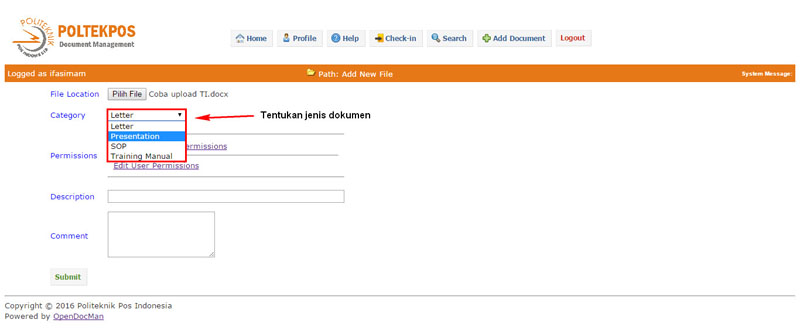 POLITEKNIK
POS INDONESIA
POLTEKPOS
Document Management
Home
Profile
Help
Check-in
Search
Add Document
Logout
Logged as ifasimam
Path: Add New File
System Message:
File Location
Pilih File
Coba upload TI.docx
Category
Letter
Tentukan jenis dokumen
Letter
Presentation
SOP
Training Manual
Permissions
ermissions
Edit User Permissions
Description
Comment
Submit
Copyright © 2016 Politeknik Pos Indonesia
Powered by OpenDocMan